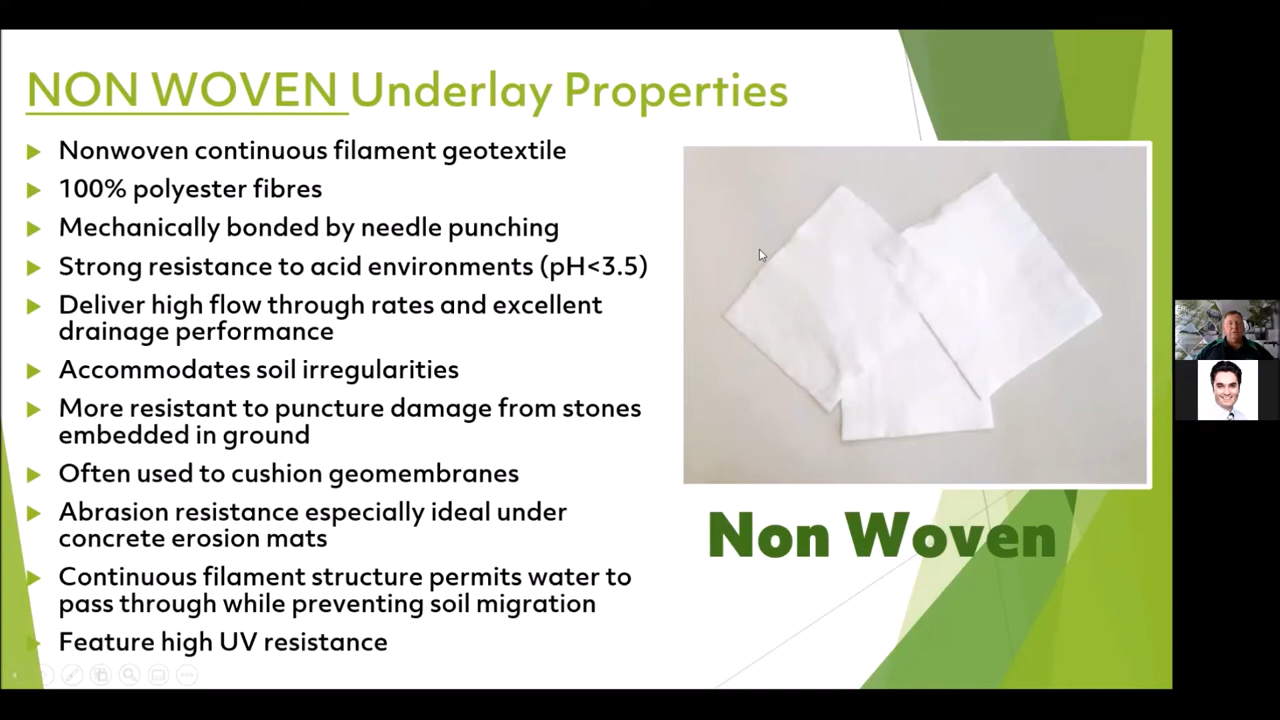 NON WOVEN Underlay Properties
Nonwoven continuous filament geotextile
100% polyester fibres
Mechanically bonded by needle punching
Strong resistance to acid environments (pH<3.5)
Deliver high flow through rates and excellent
drainage performance
Accommodates soil irregularities
More resistant to puncture damage from stones
embedded in ground
Often used to cushion geomembranes
Abrasion resistance especially ideal under
concrete erosion mats
Continuous filament structure permits water to
pass through while preventing soil migration
Feature high UV resistance
Non Woven